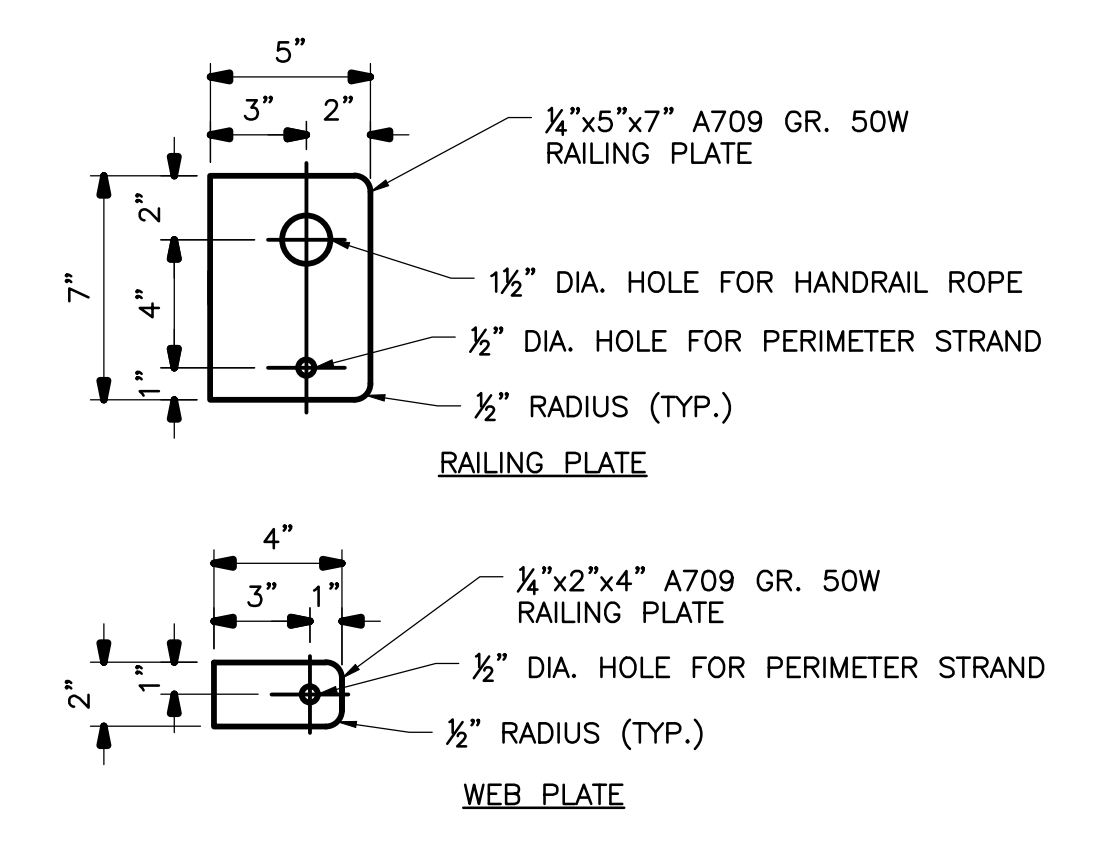 5”
3” 2”
¼”x5”x7” A709 GR. 50W
RAILING PLATE
2”
7”
4”
1½” DIA. HOLE FOR HANDRAIL ROPE
½” DIA. HOLE FOR PERIMETER STRAND
1”
½” RADIUS (TYP.)
RAILING PLATE
4”
3” 1”
¼”x2”x4” A709 GR. 50W
RAILING PLATE
2”
1”
½” DIA. HOLE FOR PERIMETER STRAND
½” RADIUS (TYP.)
WEB PLATE